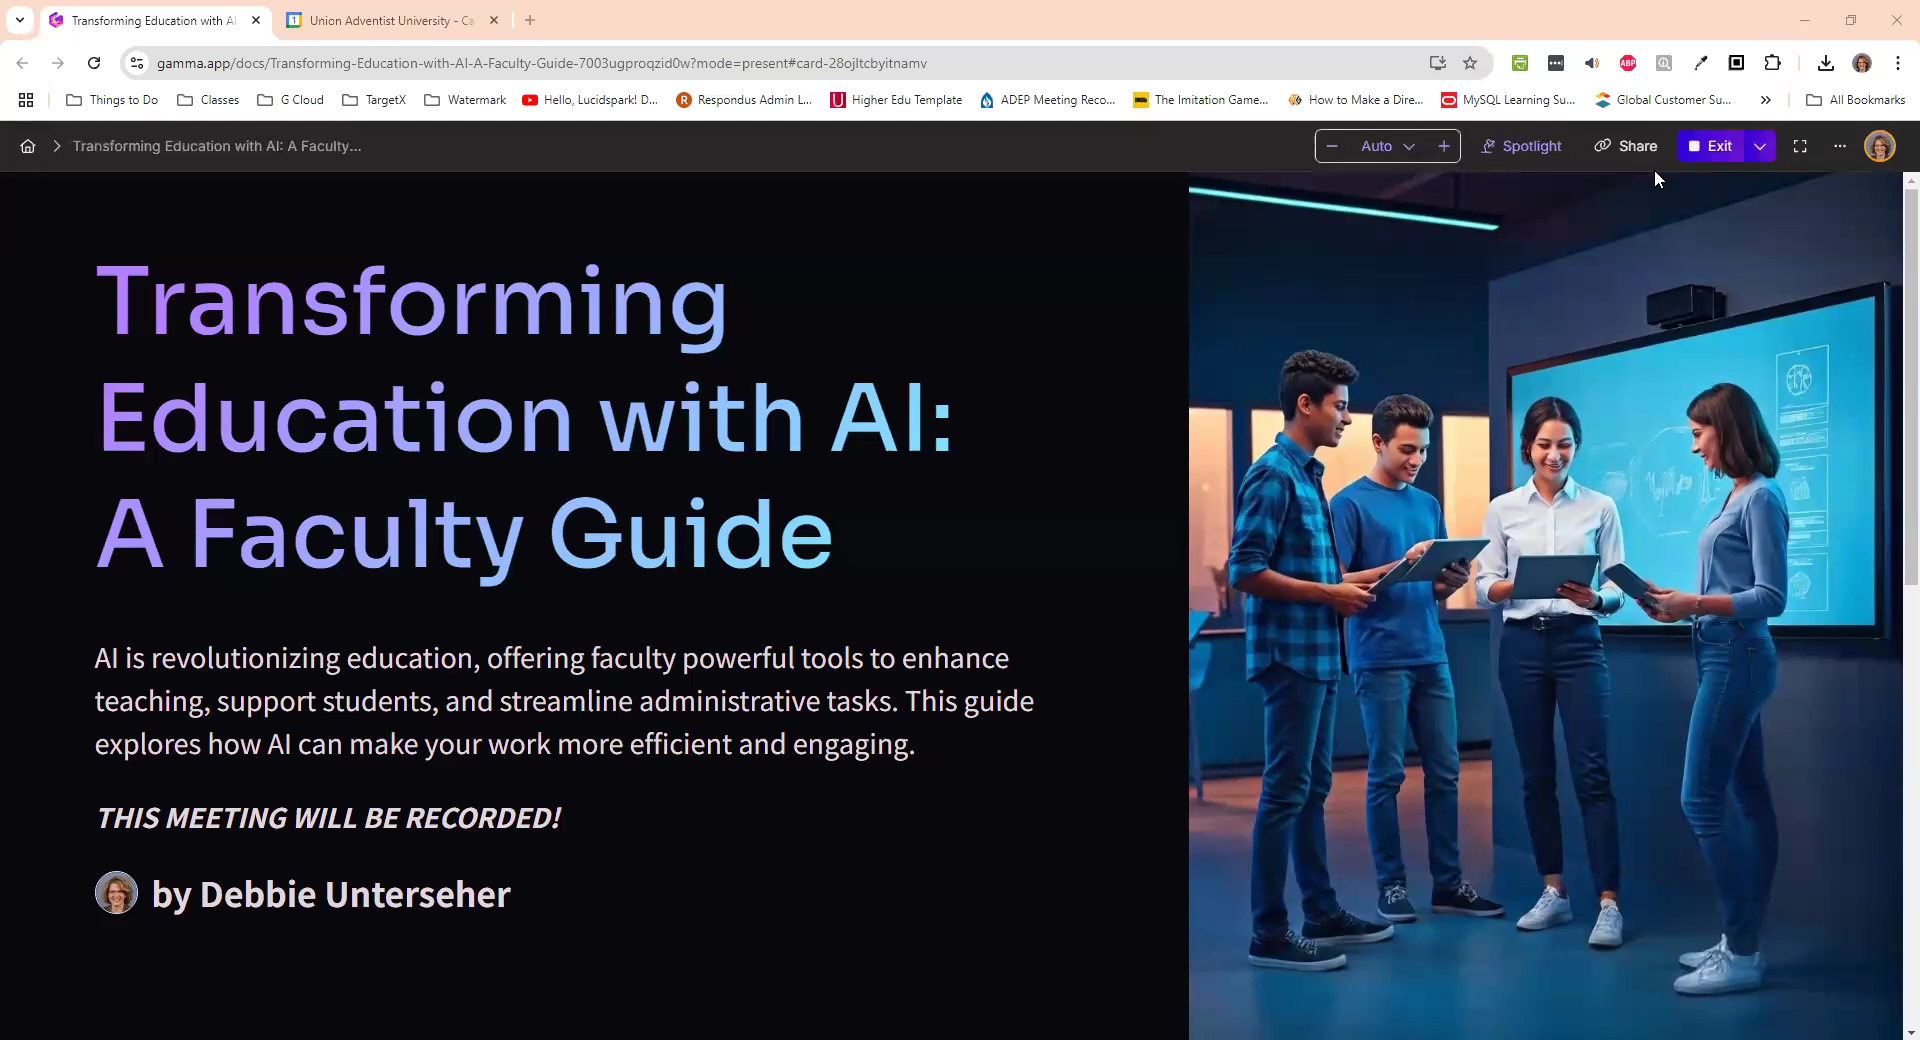 Transforming Education with AI
Union Adventist University - Ca
gamma.app/docs/Transforming-Education-with-AI-A-Faculty-Guide-7003ugproqzid0w?mode=present#card-28ojltcbyitnamv
ABP
Things to Do
Classes
G Cloud
TargetX
Watermark
Hello, Lucidspark! D...
Respondus Admin L...
Higher Edu Template
ADEP Meeting Reco...
The Imitation Game...
How to Make a Dire...
MySQL Learning Su...
Global Customer Su...
All Bookmarks
Transforming Education with AI: A Faculty...
Auto
Spotlight
Share
Exit
Transforming
Education with AI:
A Faculty Guide
AI is revolutionizing education, offering faculty powerful tools to enhance
teaching, support students, and streamline administrative tasks. This guide
explores how AI can make your work more efficient and engaging.
THIS MEETING WILL BE RECORDED!
by Debbie Unterseher